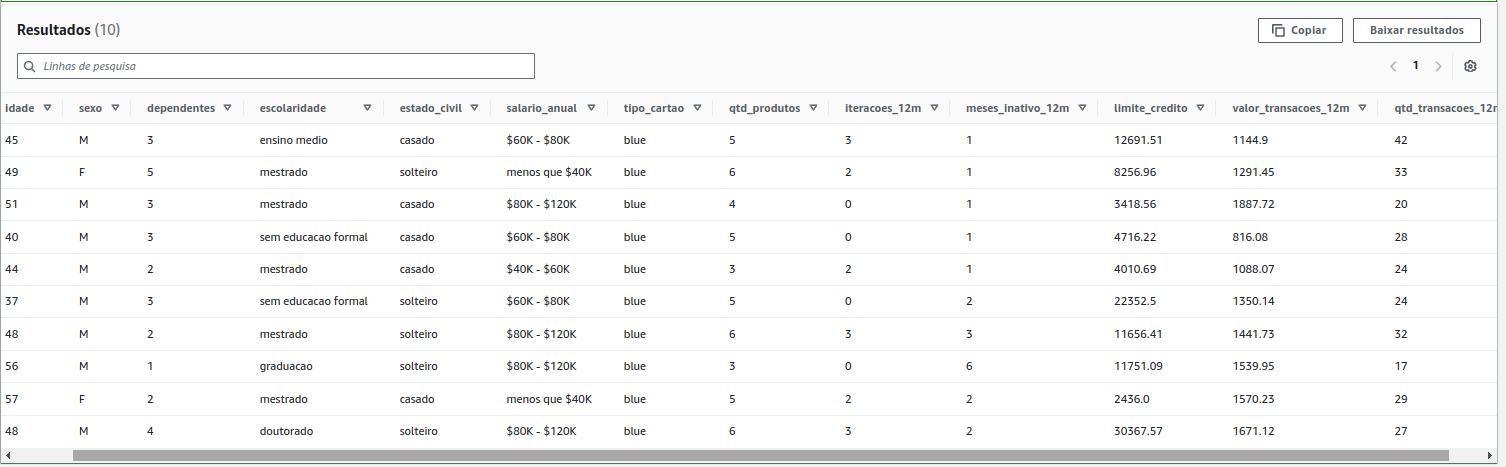 Resultados (10) Copiar Baixar resultados
Linhas de pesquisa 1
idade sexo dependentes escolaridade estado_civil salario_anual tipo_cartao qtd_produtos iteracoes_12m meses_inativo_12m limite_credito valor_transacoes_12m qtd_transacoes_12m
45 M 3 ensino medio casado $60K - $80K blue 5 3 1 12691.51 1144.9 42
49 F 5 mestrado solteiro menos que $40K blue 6 2 1 8256.96 1291.45 33
51 M 3 mestrado casado $80K - $120K blue 4 0 1 3418.56 1887.72 20
40 M 3 sem educacao formal casado $60K - $80K blue 5 0 1 4716.22 816.08 28
44 M 2 mestrado casado $40K - $60K blue 3 2 1 4010.69 1088.07 24
37 M 3 sem educacao formal solteiro $60K - $80K blue 5 0 2 22352.5 1350.14 24
48 M 2 mestrado solteiro $80K - $120K blue 6 3 3 11656.41 1441.73 32
56 M 1 graduacao solteiro $80K - $120K blue 3 0 6 11751.09 1539.95 17
57 F 2 mestrado casado menos que $40K blue 5 2 2 2436.0 1570.23 29
48 M 4 doutorado solteiro $80K - $120K blue 6 3 2 30367.57 1671.12 27